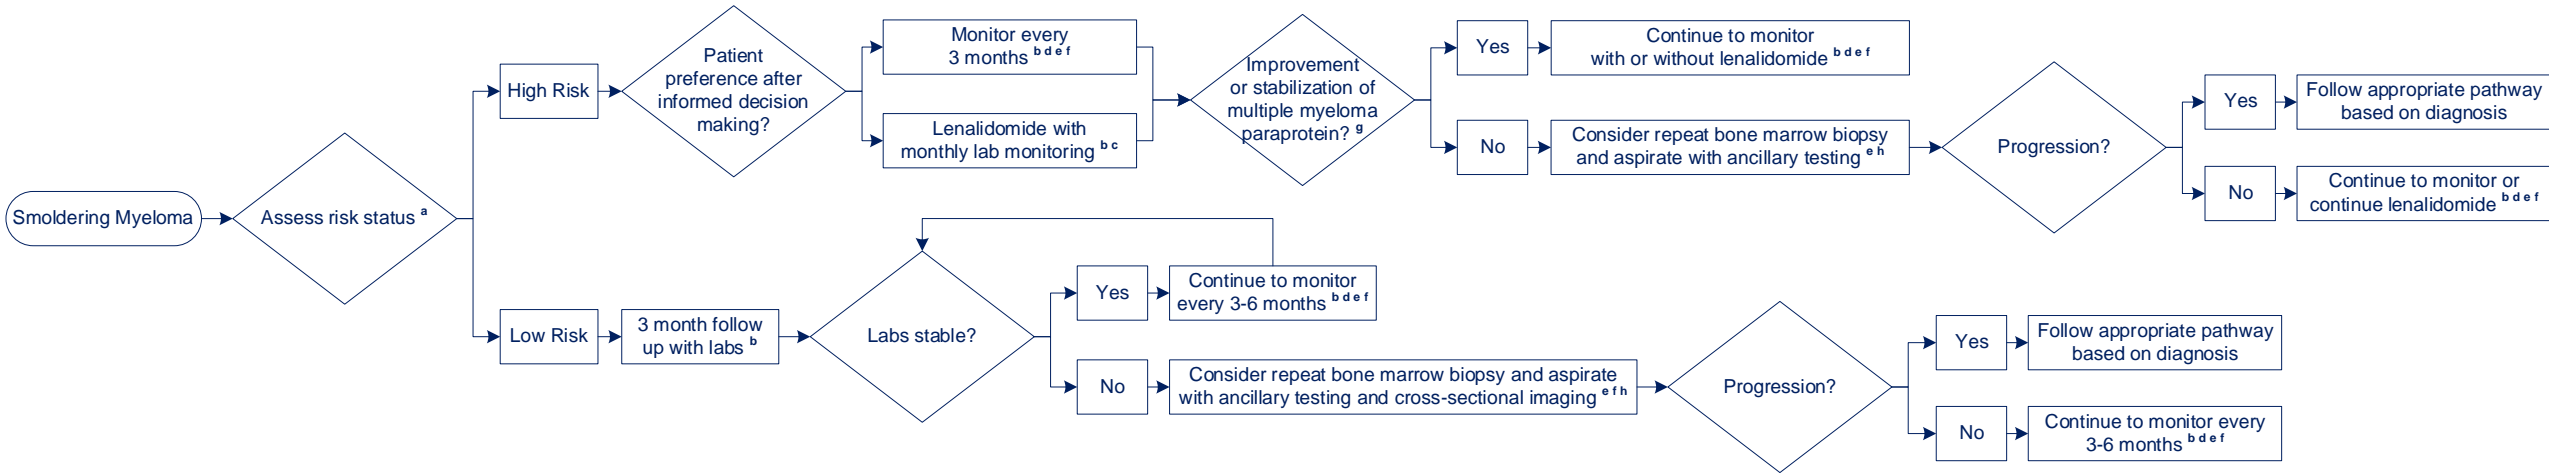 Smoldering Myeloma
Assess risk status a
High Risk
Patient
preference after
informed decision
making?
Monitor every
3 months b d e f
Lenalidomide with
monthly lab monitoring b c
Improvement
or stabilization of
multiple myeloma
paraprotein? g
Yes
Continue to monitor
with or without lenalidomide b d e f
No
Consider repeat bone marrow biopsy
and aspirate with ancillary testing e h
Progression?
Yes
Follow appropriate pathway
based on diagnosis
No
Continue to monitor or
continue lenalidomide b d e f
Low Risk
3 month follow
up with labs b
Labs stable?
Yes
Continue to monitor
every 3-6 months b d e f
No
Consider repeat bone marrow biopsy and aspirate
with ancillary testing and cross-sectional imaging e f h
Progression?
Yes
Follow appropriate pathway
based on diagnosis
No
Continue to monitor every
3-6 months b d e f